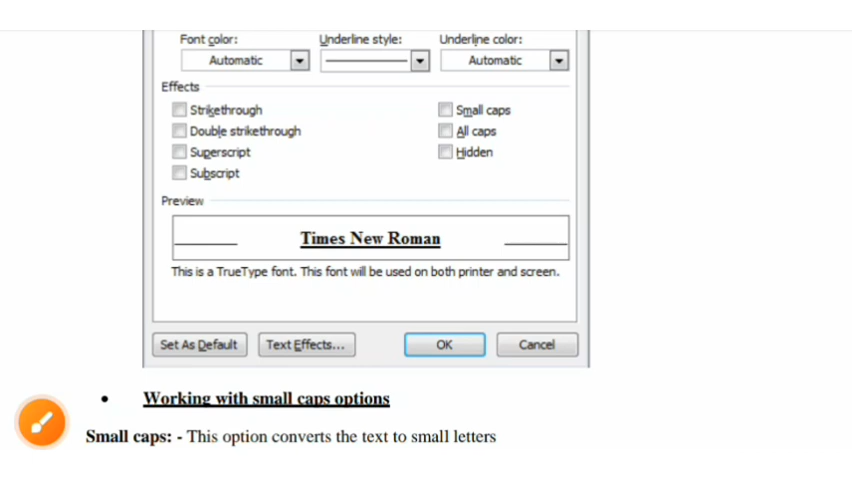 Font color: Underline style: Underline color:
Automatic Automatic
Effects
Strikethrough Small caps
Double strikethrough All caps
Superscript Hidden
Subscript
Preview
Times New Roman
This is a TrueType font. This font will be used on both printer and screen.
Set As Default Text Effects... OK Cancel
• Working with small caps options
Small caps: - This option converts the text to small letters